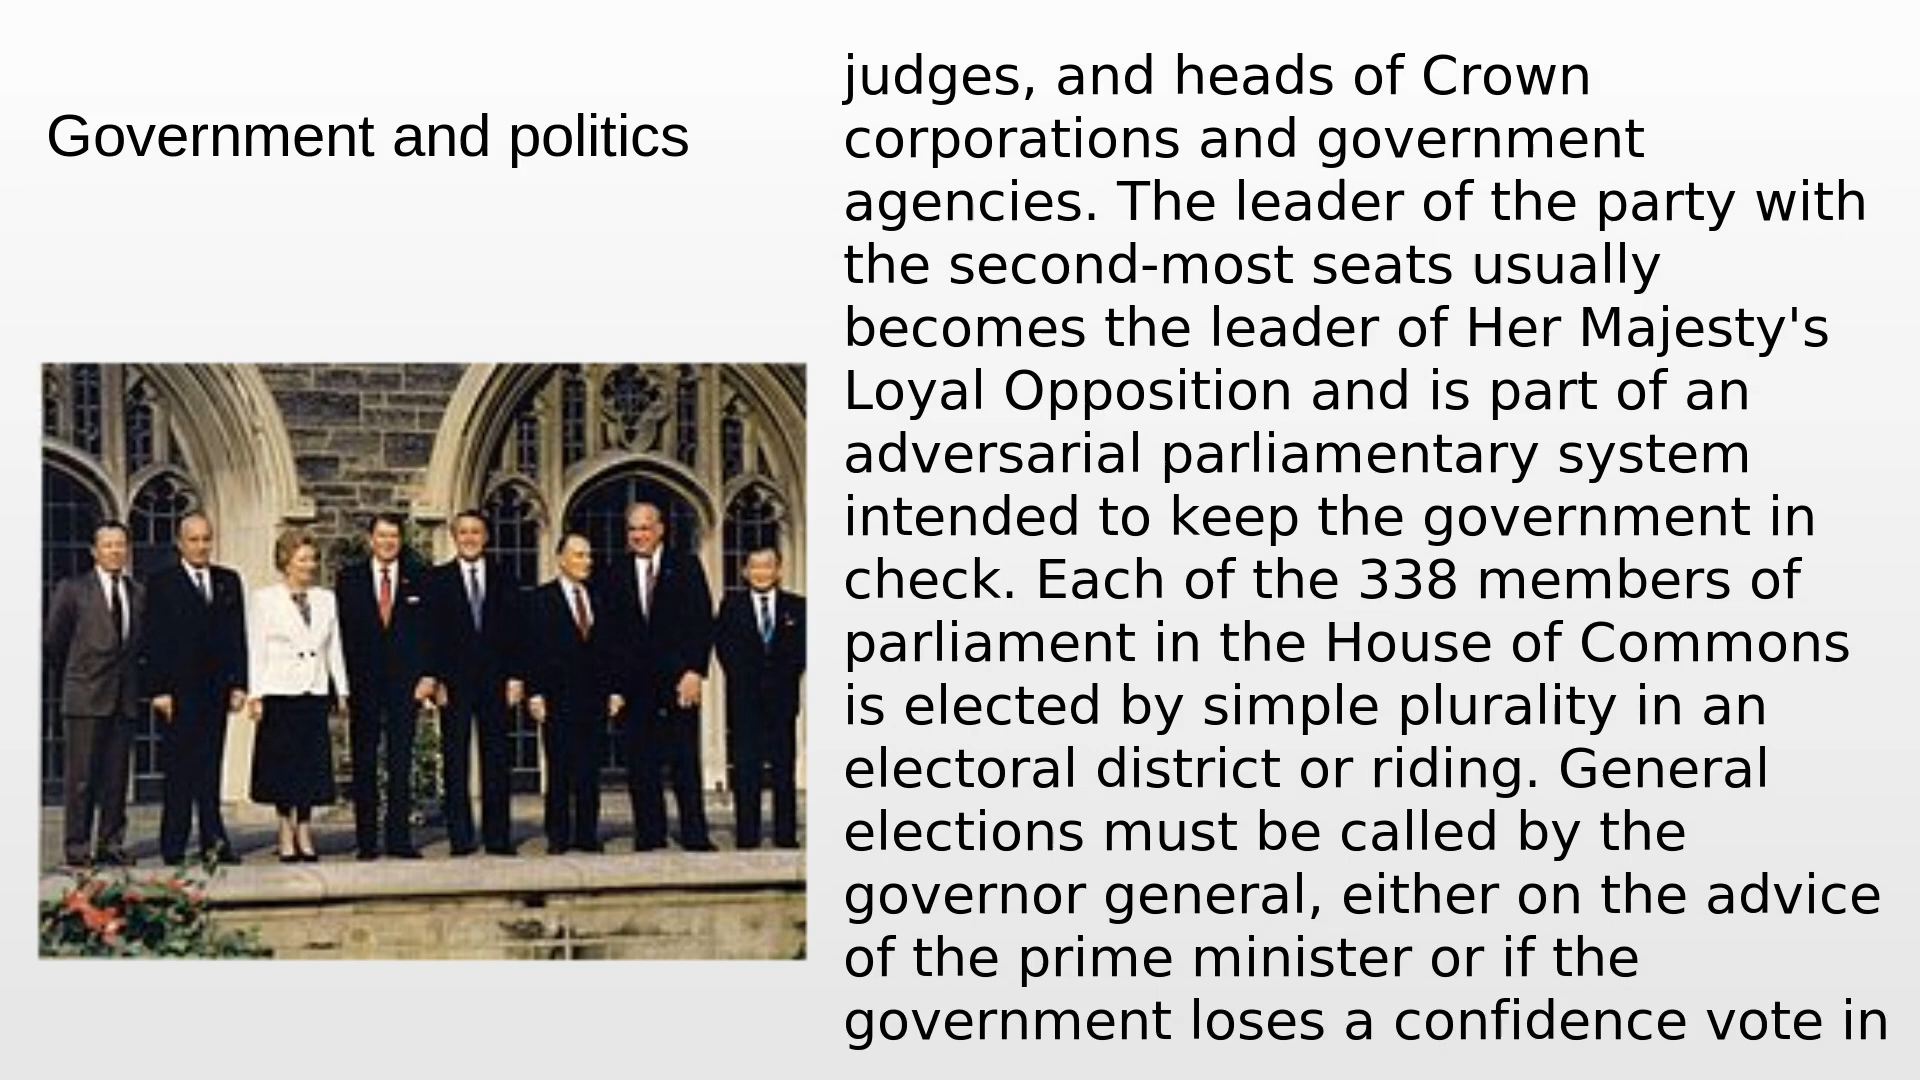 Government and politics
judges, and heads of Crown
corporations and government
agencies. The leader of the party with
the second-most seats usually
becomes the leader of Her Majesty's
Loyal Opposition and is part of an
adversarial parliamentary system
intended to keep the government in
check. Each of the 338 members of
parliament in the House of Commons
is elected by simple plurality in an
electoral district or riding. General
elections must be called by the
governor general, either on the advice
of the prime minister or if the
government loses a confidence vote in